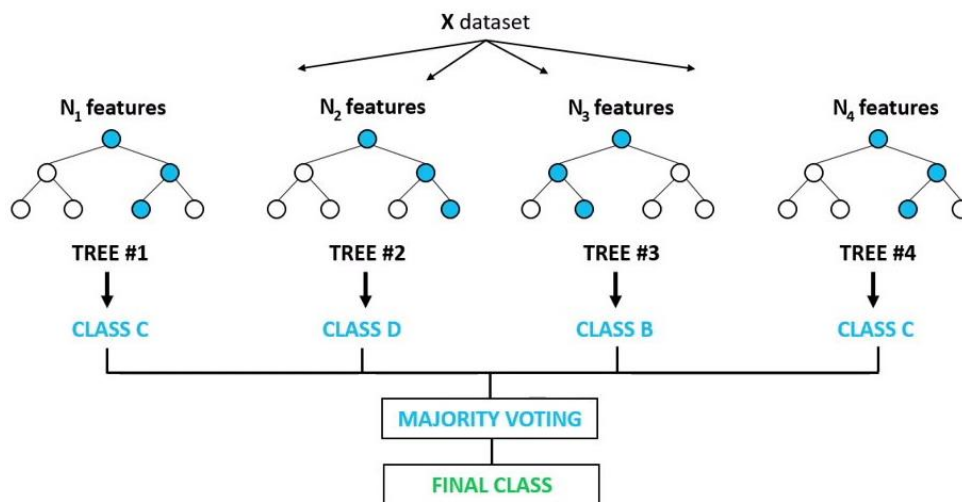 X dataset
N₁ features N₂ features N₃ features N₄ features
TREE #1 TREE #2 TREE #3 TREE #4
CLASS C CLASS D CLASS B CLASS C
MAJORITY VOTING
FINAL CLASS